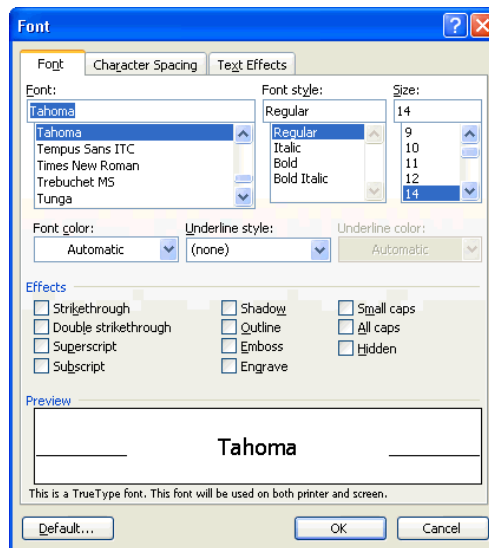 Font
Font Character Spacing Text Effects
Font: Font style: Size:
Tahoma Regular 14
Tahoma Regular 9
Tempus Sans ITC Italic 10
Times New Roman Bold 11
Trebuchet MS Bold Italic 12
Tunga 14
Font color: Underline style: Underline color:
Automatic (none) Automatic
Effects
Strikethrough Shadow Small caps
Double strikethrough Outline All caps
Superscript Emboss Hidden
Subscript Engrave
Preview
Tahoma
This is a TrueType font. This font will be used on both printer and screen.
Default... OK Cancel